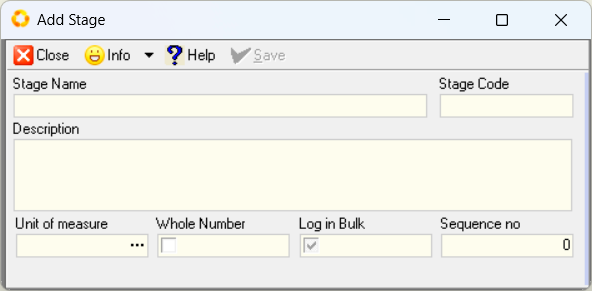 Add Stage
Close Info Help Save
Stage Name Stage Code
Description
Unit of measure Whole Number Log in Bulk Sequence no
... 0